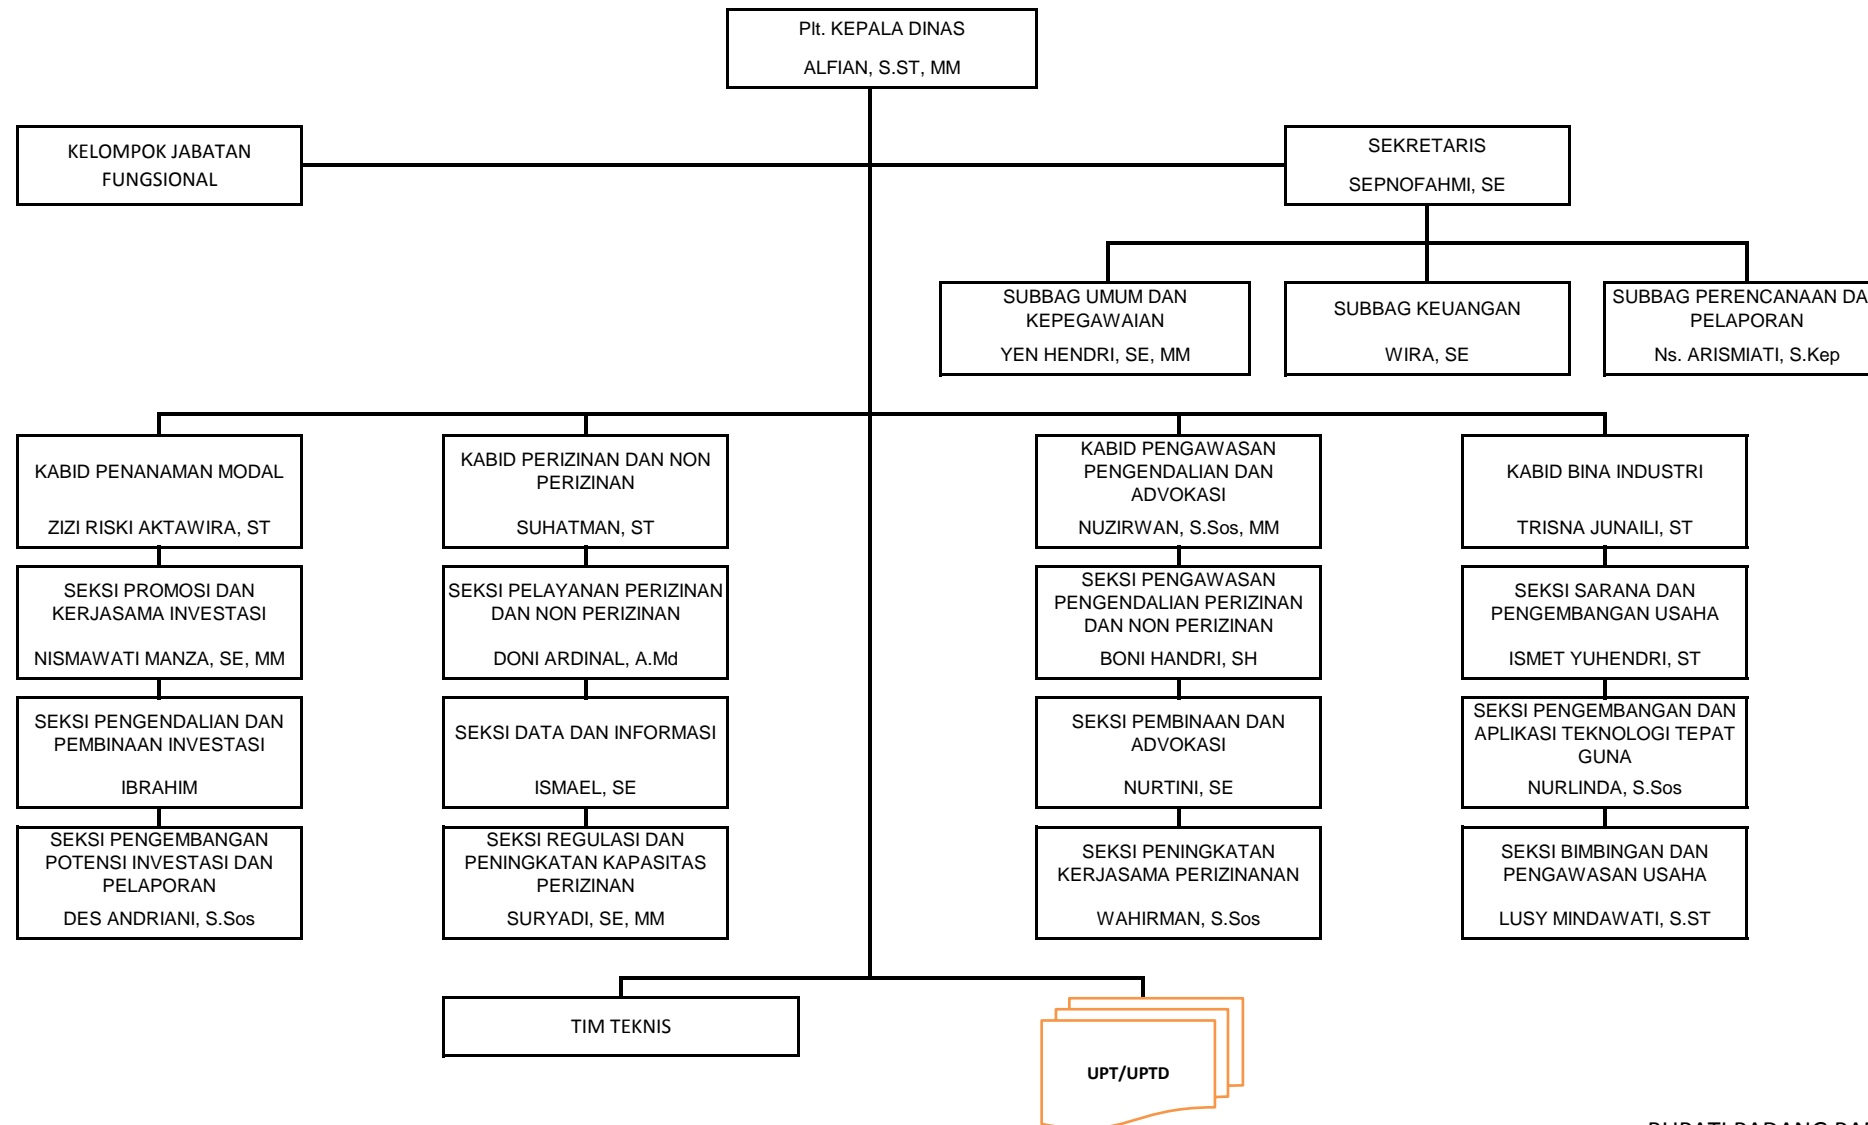 Plt. KEPALA DINAS
ALFIAN, S.ST, MM
KELOMPOK JABATAN
FUNGSIONAL
SEKRETARIS
SEPNOFAHMI, SE
SUBBAG UMUM DAN
KEPEGAWAIAN
YEN HENDRI, SE, MM
SUBBAG KEUANGAN
WIRA, SE
SUBBAG PERENCANAAN DA
PELAPORAN
Ns. ARISMIATI, S.Kep
KABID PENANAMAN MODAL
ZIZI RISKI AKTAWIRA, ST
SEKSI PROMOSI DAN
KERJASAMA INVESTASI
NISMAWATI MANZA, SE, MM
SEKSI PENGENDALIAN DAN
PEMBINAAN INVESTASI
IBRAHIM
SEKSI PENGEMBANGAN
POTENSI INVESTASI DAN
PELAPORAN
DES ANDRIANI, S.Sos
KABID PERIZINAN DAN NON
PERIZINAN
SUHATMAN, ST
SEKSI PELAYANAN PERIZINAN
DAN NON PERIZINAN
DONI ARDINAL, A.Md
SEKSI DATA DAN INFORMASI
ISMAEL, SE
SEKSI REGULASI DAN
PENINGKATAN KAPASITAS
PERIZINAN
SURYADI, SE, MM
KABID PENGAWASAN
PENGENDALIAN DAN
ADVOKASI
NUZIRWAN, S.Sos, MM
SEKSI PENGAWASAN
PENGENDALIAN PERIZINAN
DAN NON PERIZINAN
BONI HANDRI, SH
SEKSI PEMBINAAN DAN
ADVOKASI
NURTINI, SE
SEKSI PENINGKATAN
KERJASAMA PERIZINANAN
WAHIRMAN, S.Sos
KABID BINA INDUSTRI
TRISNA JUNAILI, ST
SEKSI SARANA DAN
PENGEMBANGAN USAHA
ISMET YUHENDRI, ST
SEKSI PENGEMBANGAN DAN
APLIKASI TEKNOLOGI TEPAT
GUNA
NURLINDA, S.Sos
SEKSI BIMBINGAN DAN
PENGAWASAN USAHA
LUSY MINDAWATI, S.ST
TIM TEKNIS
UPT/UPTD
BUPATI PADANG